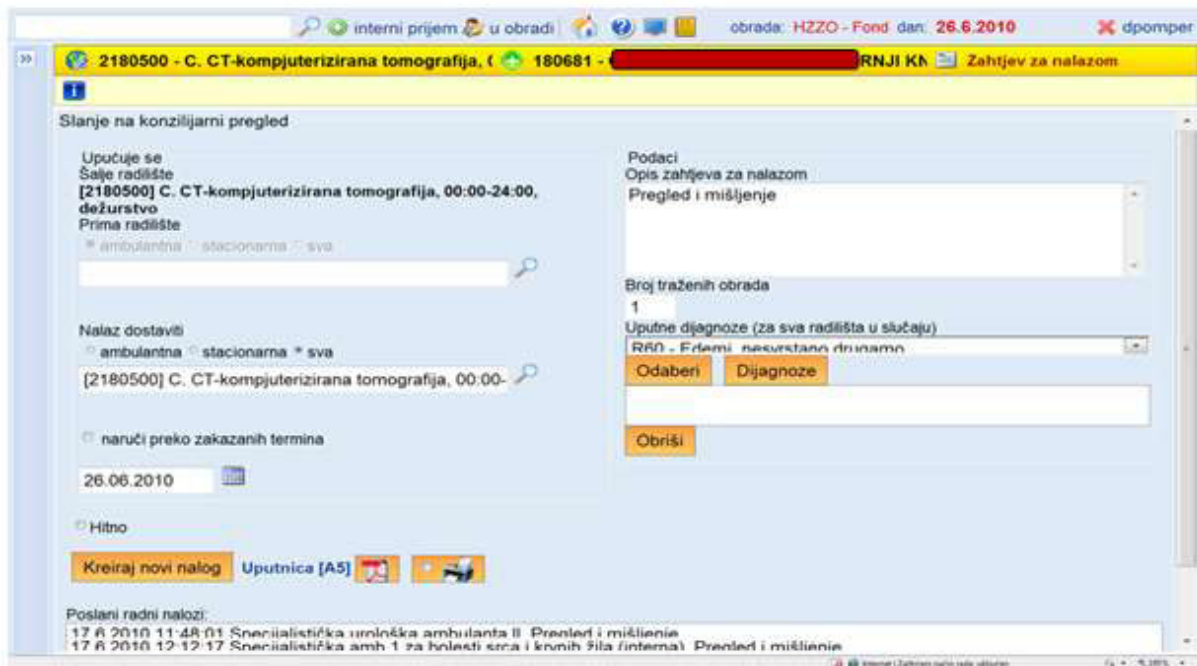 interni prijem u obradi obrada: HZZO - Fond dan: 26.6.2010 dpomper
2180500 - C. CT-kompjuterizirana tomografija, ( 180681 - RNJI KN Zahtjev za nalazom
Slanje na konzilijarni pregled
Upućuje se
Šalje radilište
[2180500] C. CT-kompjuterizirana tomografija, 00:00-24:00,
dežurstvo
Prima radilište
ambulantna stacionarna sva
Nalaz dostaviti
ambulantna stacionarna sva
[2180500] C. CT-kompjuterizirana tomografija, 00:00-
naruči preko zakazanih termina
26.06.2010
Hitno
Kreiraj novi nalog Uputnica [A5]
Podaci
Opis zahtjeva za nalazom
Pregled i mišljenje
Broj traženih obrada
1
Uputne dijagnoze (za sva radilišta u slučaju)
R60 - Edemi, nesvrstano drugamo
Odaberi Dijagnoze
Obriši
Poslani radni nalozi:
17.6.2010 11:48:01 Specijalistička urološka ambulanta II, Pregled i mišljenje
17.6.2010 12:12:17 Specijalistička amb.1 za bolesti srca i krvnih žila (interna), Pregled i mišljenje